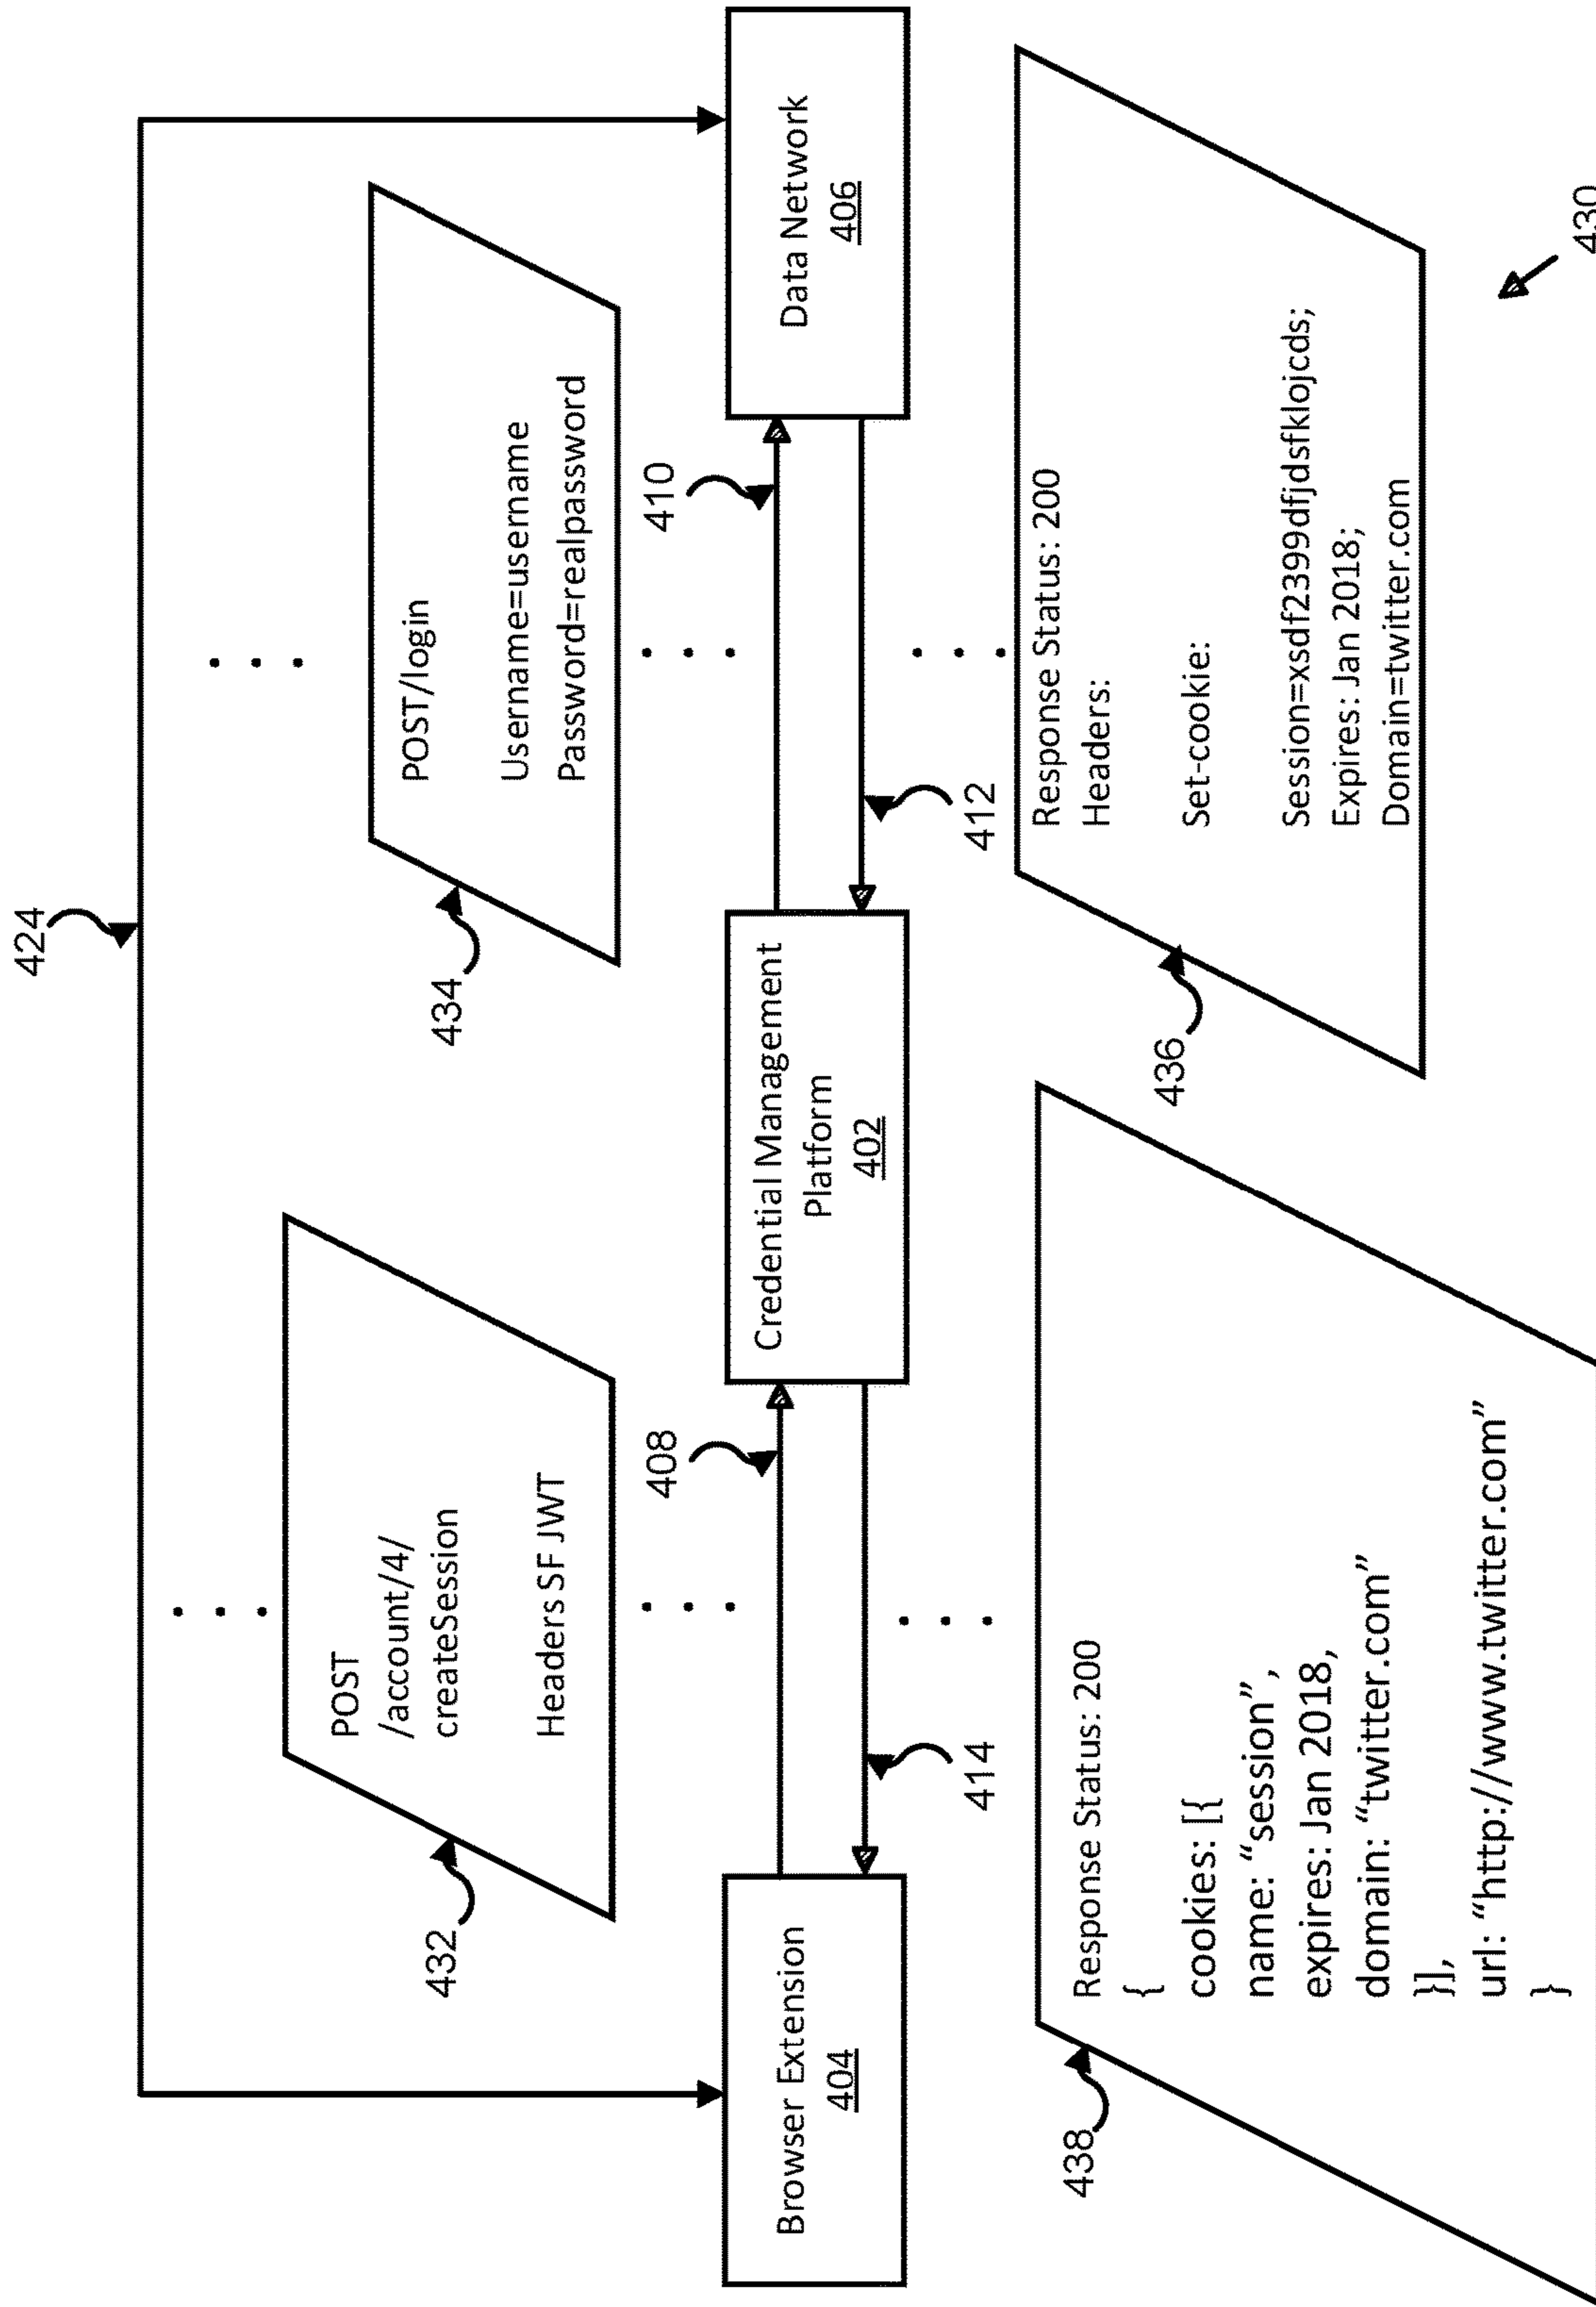 424
POST
/account/4/
createSession
Headers SF JWT
432
POST/login
Username=username
Password=realpassword
434
408
410
Browser Extension
404
Credential Management
Platform
402
Data Network
406
414
412
Response Status: 200
{
cookies: [{
name: “session”,
expires: Jan 2018,
domain: “twitter.com”
}],
url: “http://www.twitter.com”
}
438
Response Status: 200
Headers:
Set-cookie:
Session=xsdf2399dfjdsfklojcds;
Expires: Jan 2018;
Domain=twitter.com
436
430